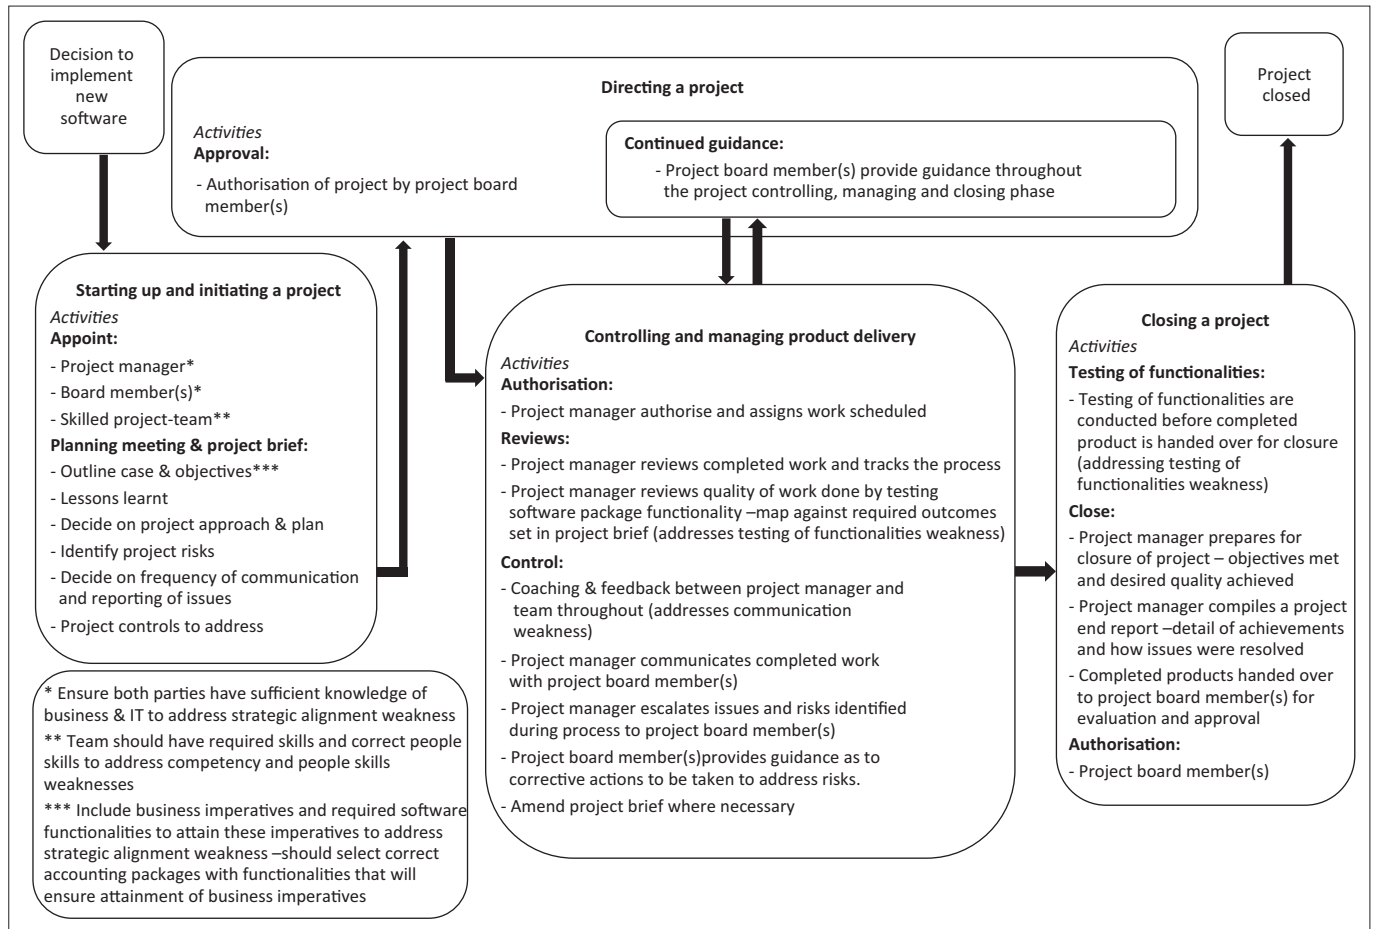 Decision to
implement
new
software
Directing a project
Activities
Approval:
- Authorisation of project by project board
member(s)
Continued guidance:
- Project board member(s) provide guidance throughout
the project controlling, managing and closing phase
Project
closed
Starting up and initiating a project
Activities
Appoint:
- Project manager*
- Board member(s)*
- Skilled project-team**
Planning meeting & project brief:
- Outline case & objectives***
- Lessons learnt
- Decide on project approach & plan
- Identify project risks
- Decide on frequency of communication
and reporting of issues
- Project controls to address
* Ensure both parties have sufficient knowledge of
business & IT to address strategic alignment weakness
** Team should have required skills and correct people
skills to address competency and people skills
weaknesses
*** Include business imperatives and required software
functionalities to attain these imperatives to address
strategic alignment weakness –should select correct
accounting packages with functionalities that will
ensure attainment of business imperatives
Controlling and managing product delivery
Activities
Authorisation:
- Project manager authorise and assigns work scheduled
Reviews:
- Project manager reviews completed work and tracks the process
- Project manager reviews quality of work done by testing
software package functionality –map against required outcomes
set in project brief (addresses testing of functionalities weakness)
Control:
- Coaching & feedback between project manager and
team throughout (addresses communication
weakness)
- Project manager communicates completed work
with project board member(s)
- Project manager escalates issues and risks identified
during process to project board member(s)
- Project board member(s)provides guidance as to
corrective actions to be taken to address risks.
- Amend project brief where necessary
Closing a project
Activities
Testing of functionalities:
- Testing of functionalities are
conducted before completed
product is handed over for closure
(addressing testing of
functionalities weakness)
Close:
- Project manager prepares for
closure of project – objectives met
and desired quality achieved
- Project manager compiles a project
end report –detail of achievements
and how issues were resolved
- Completed products handed over
to project board member(s) for
evaluation and approval
Authorisation:
- Project board member(s)